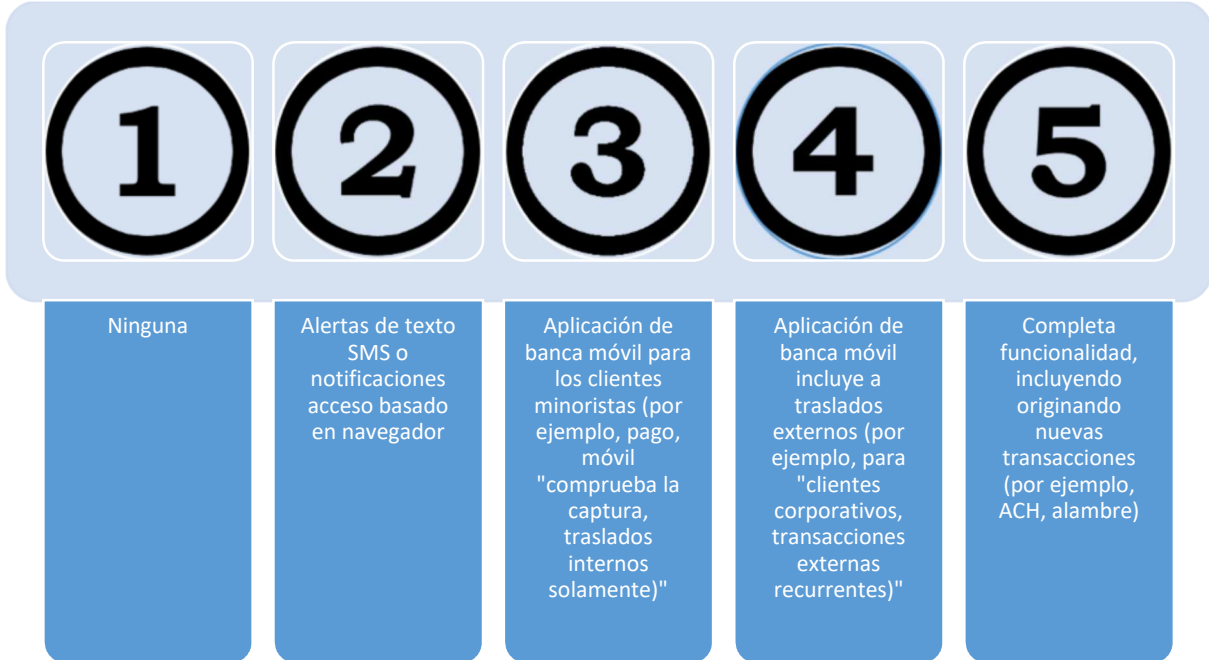 1
2
3
4
5
Ninguna
Alertas de texto
SMS o
notificaciones
acceso basado
en navegador
Aplicación de
banca móvil para
los clientes
minoristas (por
ejemplo, pago,
móvil
"comprueba la
captura,
traslados
internos
solamente)"
Aplicación de
banca móvil
incluye a
traslados
externos (por
ejemplo, para
"clientes
corporativos,
transacciones
externas
recurrentes)"
Completa
funcionalidad,
incluyendo
originando
nuevas
transacciones
(por ejemplo,
ACH, alambre)